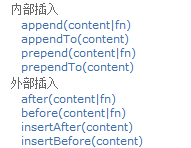 内部插入
append(content|fn)
appendTo(content)
prepend(content|fn)
prependTo(content)
外部插入
after(content|fn)
before(content|fn)
insertAfter(content)
insertBefore(content)